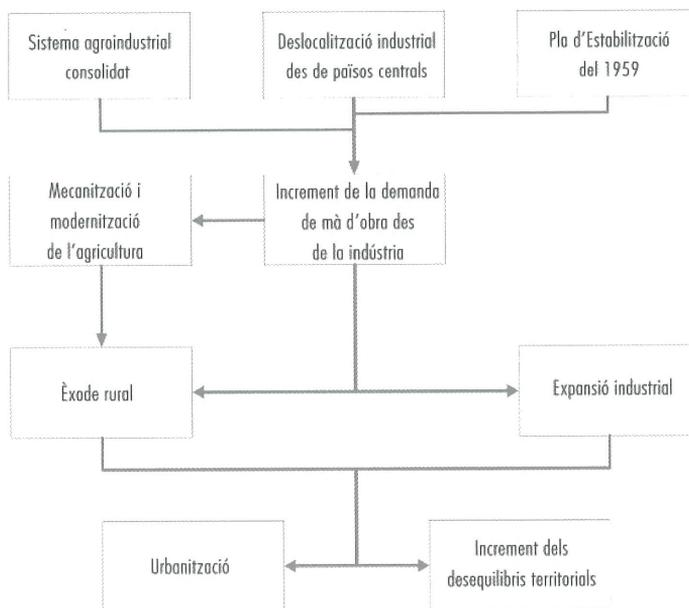 Sistema agroindustrial
consolidat
Deslocalització industrial
des de països centrals
Pla d'Estabilització
del 1959
Mecanització i
modernització
de l'agricultura
Increment de la demanda
de mà d'obra des
de la indústria
Èxode rural
Expansió industrial
Urbanització
Increment dels
desequilibris territorials